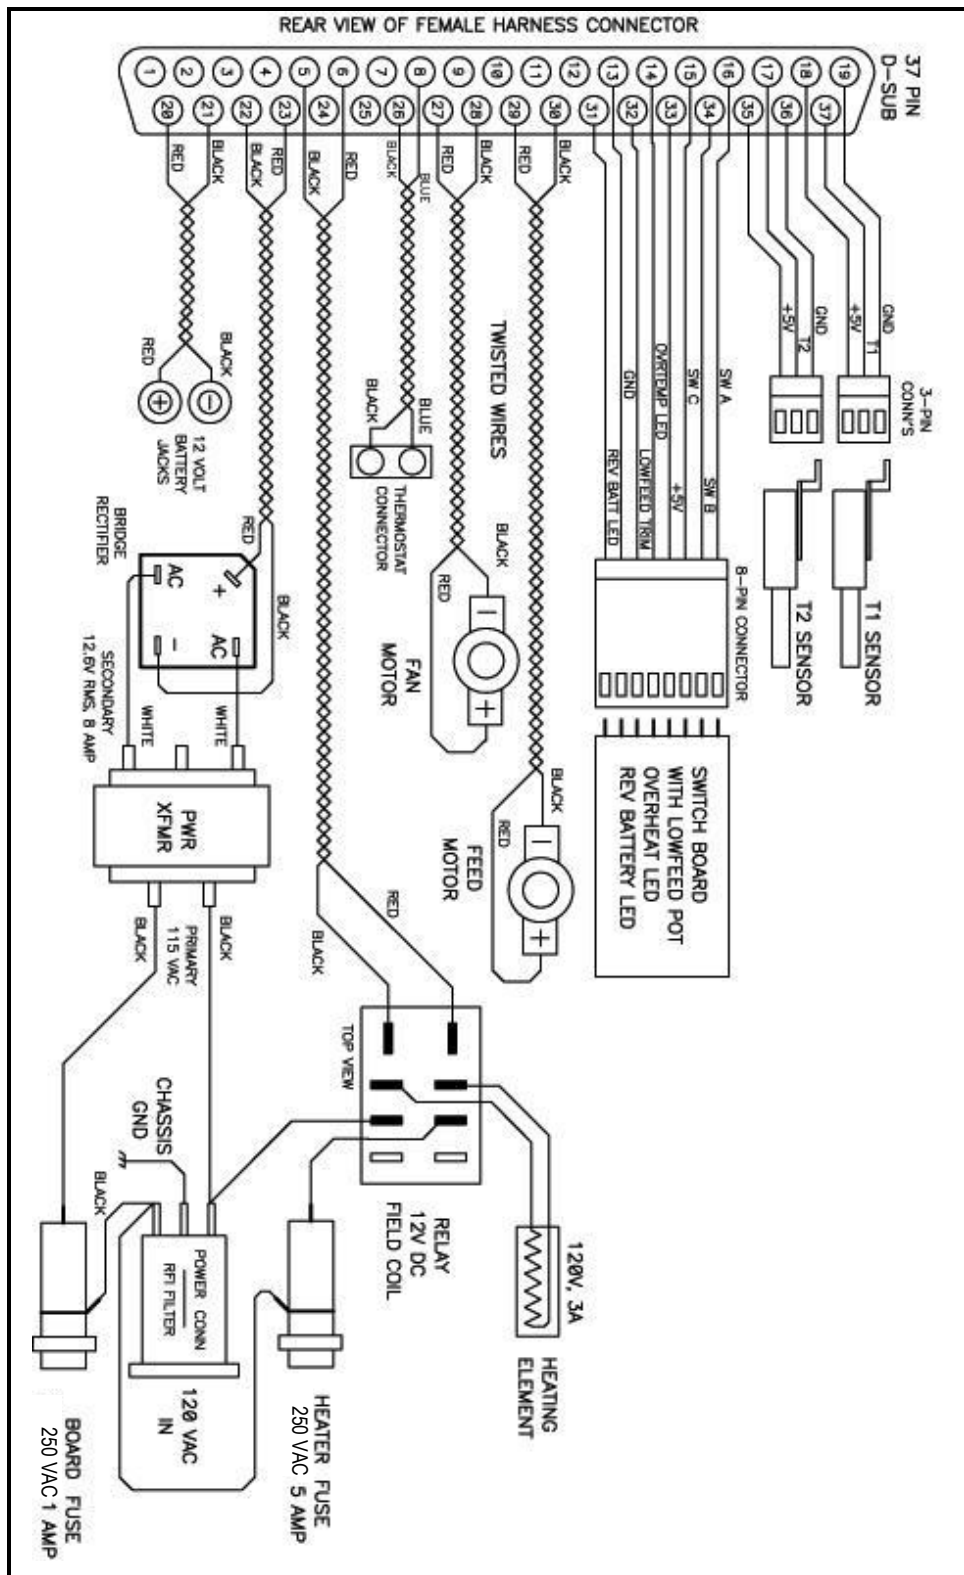 REAR VIEW OF FEMALE HARNESS CONNECTOR
37 PIN
D-SUB
1
2
3
4
5
6
7
8
9
10
11
12
13
14
15
16
17
18
19
20
21
22
23
24
25
26
27
28
29
30
31
32
33
34
35
36
37
RED
BLACK
BLACK
RED
BLACK
RED
BLACK
BLUE
RED
BLACK
RED
BLACK
+5V
T2
GND
+5V
T1
GND
3-PIN
CONN'S
RED
BLACK
12 VOLT
BATTERY
JACKS
BLACK
BLUE
THERMOSTAT
CONNECTOR
TWISTED WIRES
REV BATT LED
GND
LOWFEED TRIM
OVRTEMP LED
+5V
SW C
SW B
SW A
8-PIN CONNECTOR
T2 SENSOR
T1 SENSOR
BRIDGE
RECTIFIER
RED
BLACK
AC
+
-
AC
SECONDARY
12.6V RMS, 8 AMP
WHITE
WHITE
PWR
XFMR
BLACK
RED
FAN
MOTOR
BLACK
RED
FEED
MOTOR
SWITCH BOARD
WITH LOWFEED POT
OVERHEAT LED
REV BATTERY LED
BLACK
PRIMARY
115 VAC
BLACK
BLACK
RED
TOP VIEW
RELAY
12V DC
FIELD COIL
CHASSIS
GND
BLACK
POWER CONN
RFI FILTER
120 VAC
IN
120V, 3A
HEATING
ELEMENT
HEATER FUSE
250 VAC 5 AMP
BOARD FUSE
250 VAC 1 AMP